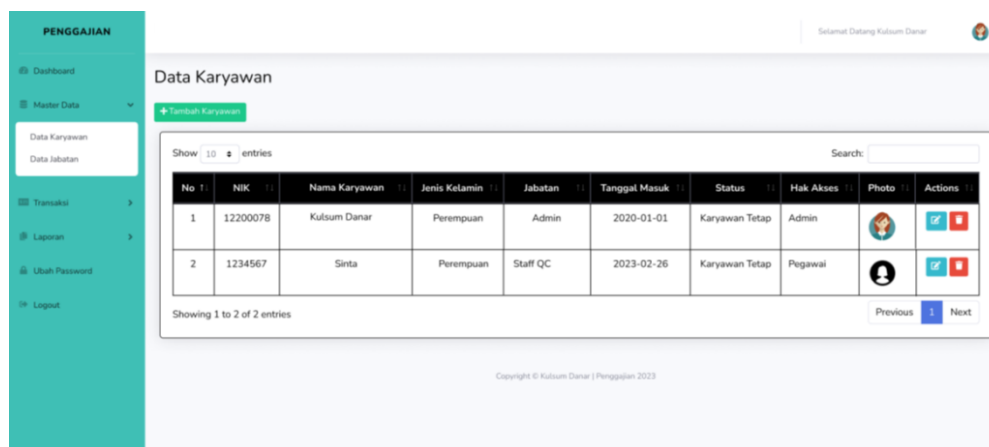 PENGGAJIAN
Selamat Datang Kulsum Danar
Dashboard
Master Data
Data Karyawan
Data Jabatan
Transaksi
Laporan
Ubah Password
Logout
Data Karyawan
+ Tambah Karyawan
Show 10 entries
Search:
No NIK Nama Karyawan Jenis Kelamin Jabatan Tanggal Masuk Status Hak Akses Photo Actions
1 12200078 Kulsum Danar Perempuan Admin 2020-01-01 Karyawan Tetap Admin
2 1234567 Sinta Perempuan Staff QC 2023-02-26 Karyawan Tetap Pegawai
Showing 1 to 2 of 2 entries
Previous 1 Next
Copyright © Kulsum Danar | Penggajian 2023